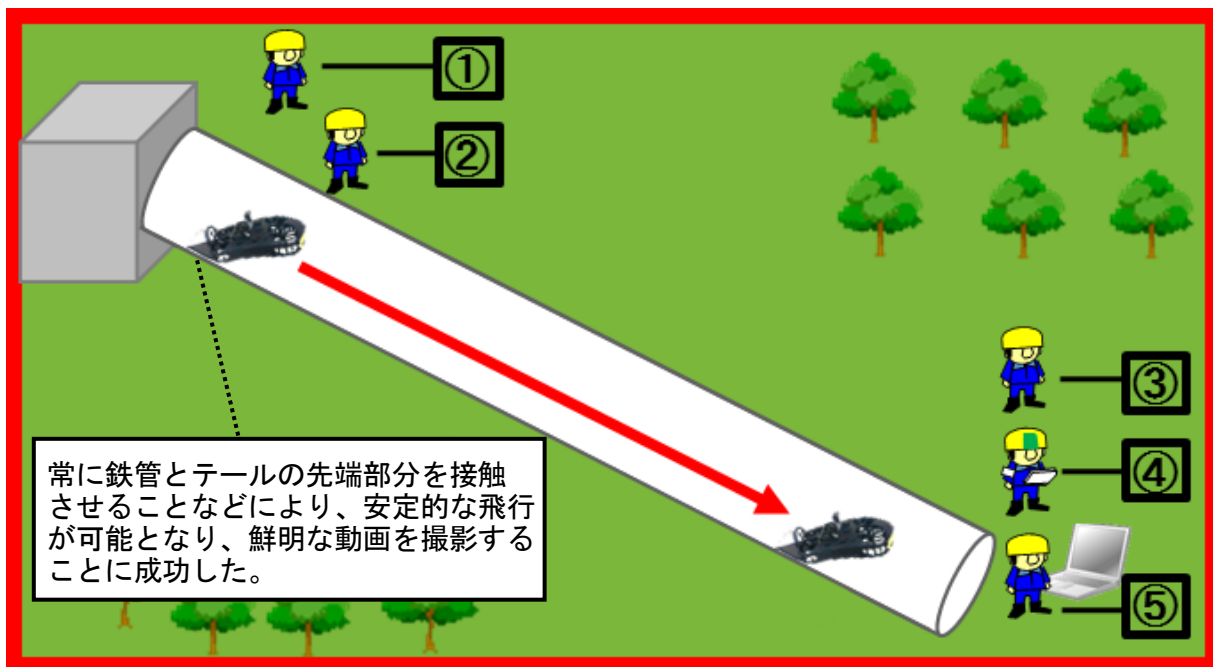 ①
②
③
④
⑤
常に鉄管とテールの先端部分を接触
させることなどにより、安定的な飛行
が可能となり、鮮明な動画を撮影する
ことに成功した。